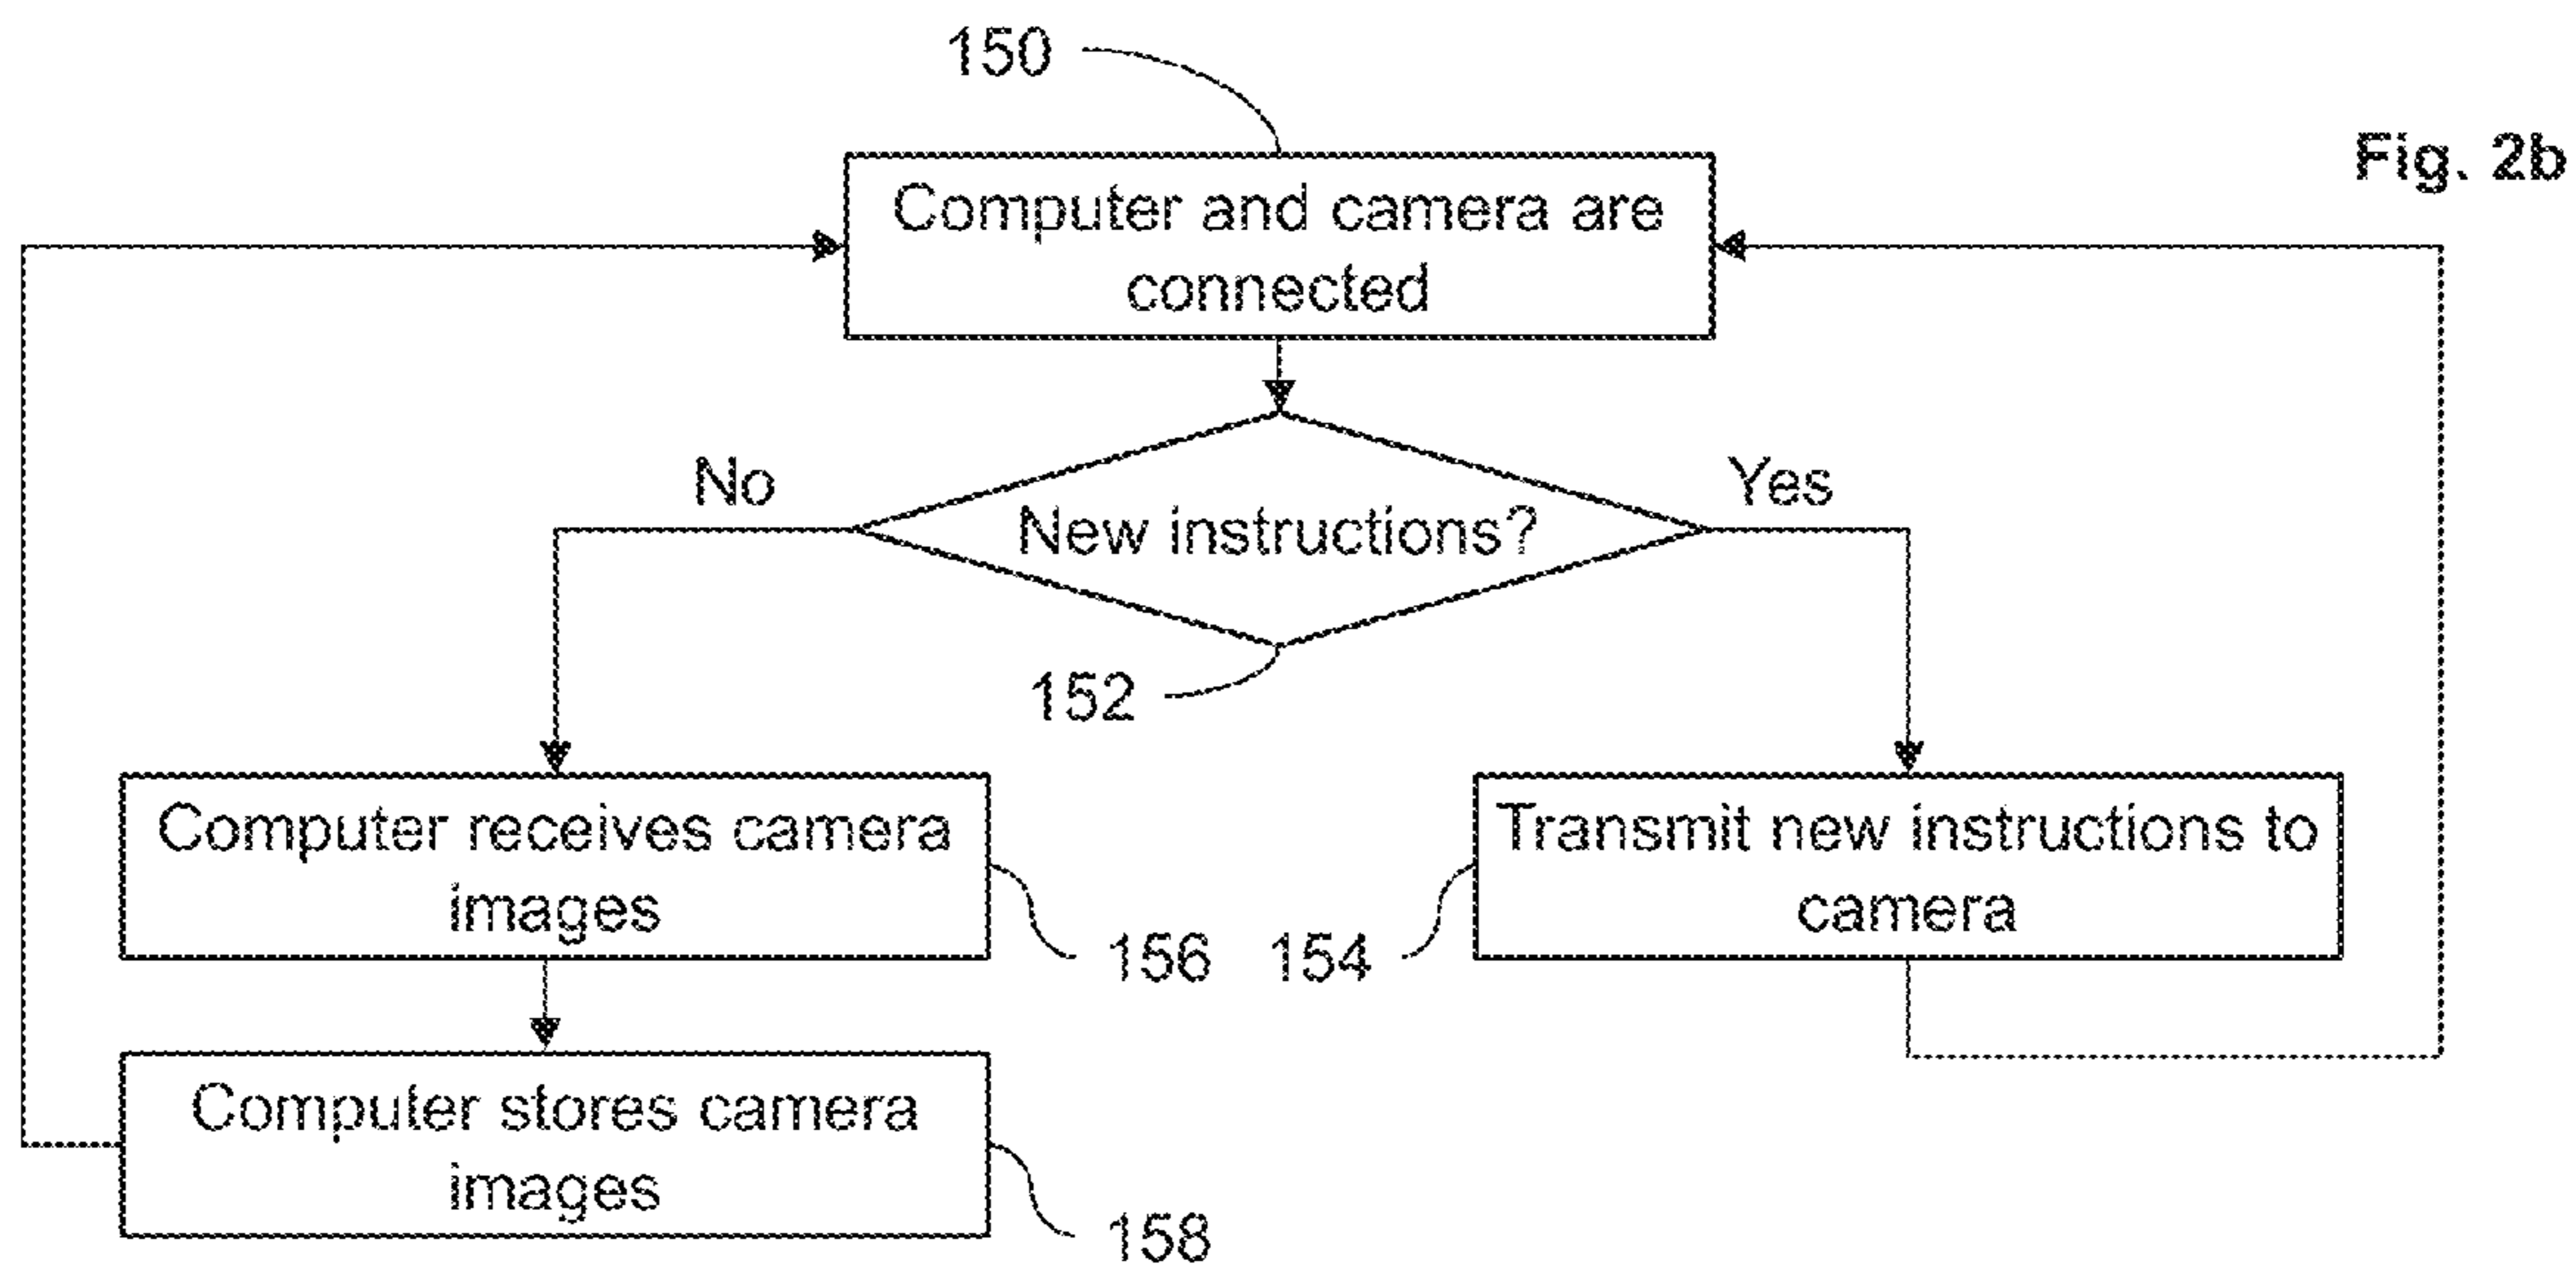 150
Fig. 2b
Computer and camera are
connected
No
Yes
New instructions?
152
Computer receives camera
images
Transmit new instructions to
camera
156
154
Computer stores camera
images
158